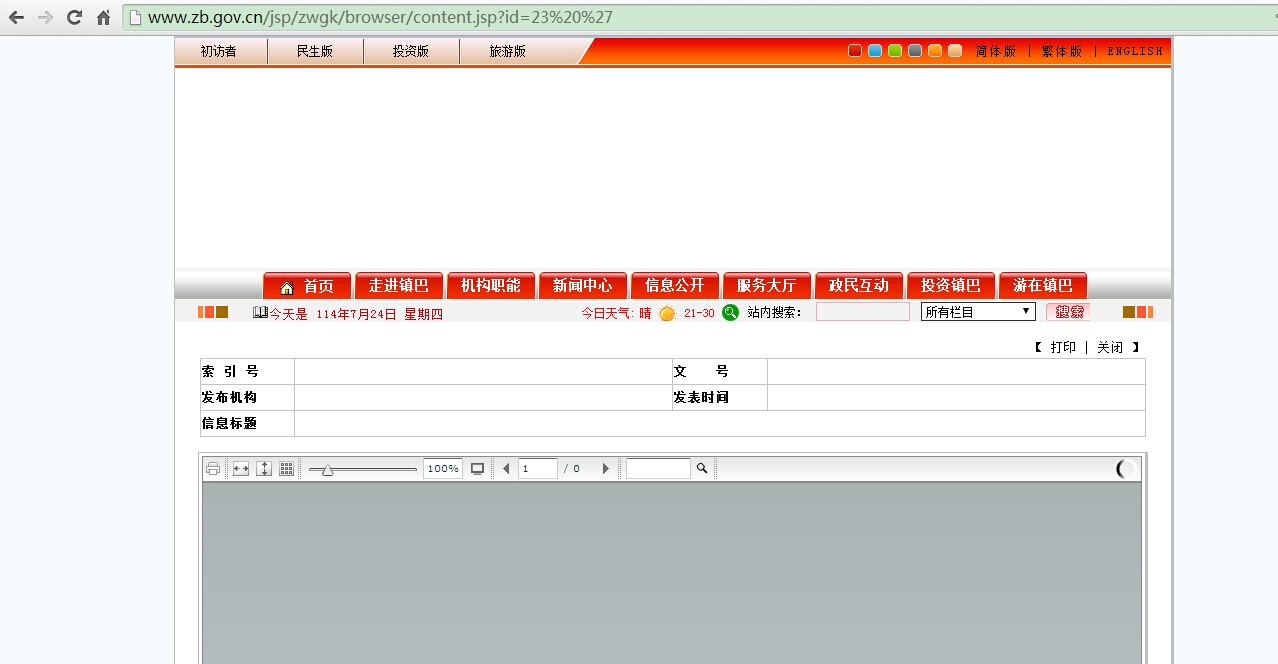 www.zb.gov.cn/jsp/zwgk/browser/content.jsp?id=23%20%27
初访者 民生版 投资版 旅游版 简体版 | 繁体版 | ENGLISH
首页 走进镇巴 机构职能 新闻中心 信息公开 服务大厅 政民互动 投资镇巴 游在镇巴
今天是 114年7月24日 星期四 今日天气: 晴 21-30 站内搜索: 所有栏目 搜索
【 打印 | 关闭 】
索 引 号 文 号
发布机构 发表时间
信息标题
100% 1 / 0